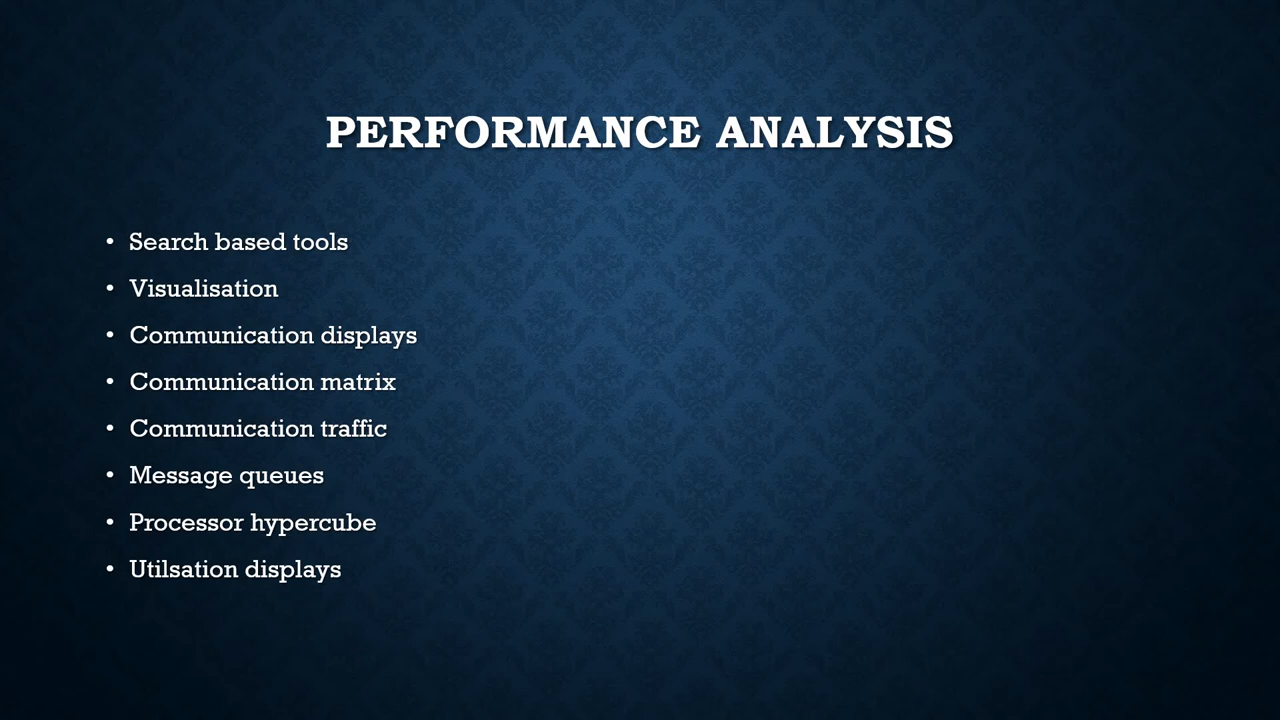 PERFORMANCE ANALYSIS
• Search based tools
• Visualisation
• Communication displays
• Communication matrix
• Communication traffic
• Message queues
• Processor hypercube
• Utilsation displays